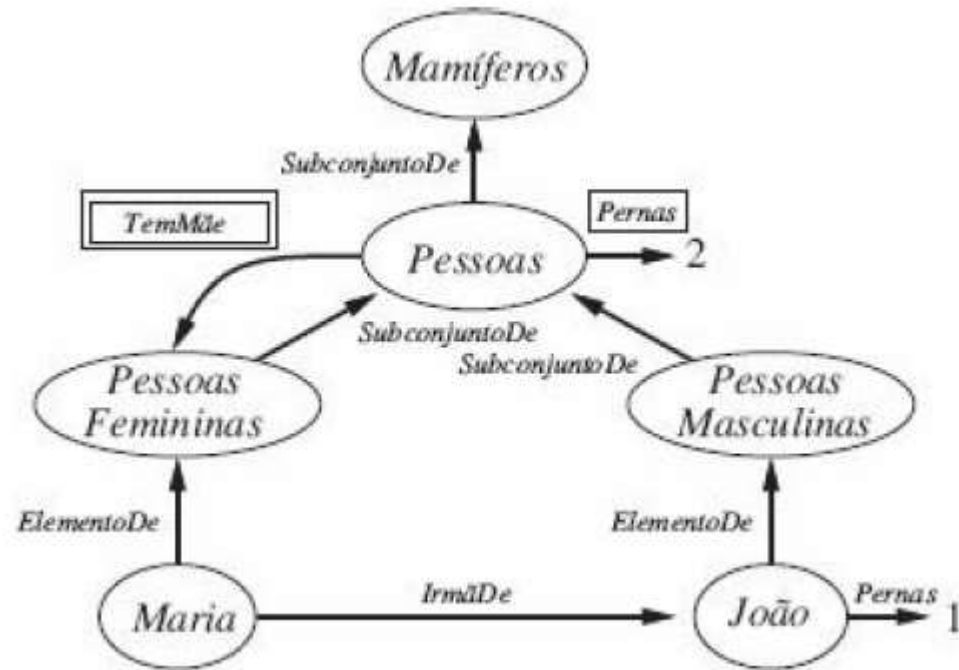 Mamíferos
SubconjuntoDe
TemMãe
Pernas
Pessoas
2
SubconjuntoDe
SubconjuntoDe
Pessoas
Femininas
Pessoas
Masculinas
ElementoDe
ElementoDe
IrmãDe
Pernas
Maria
João
1